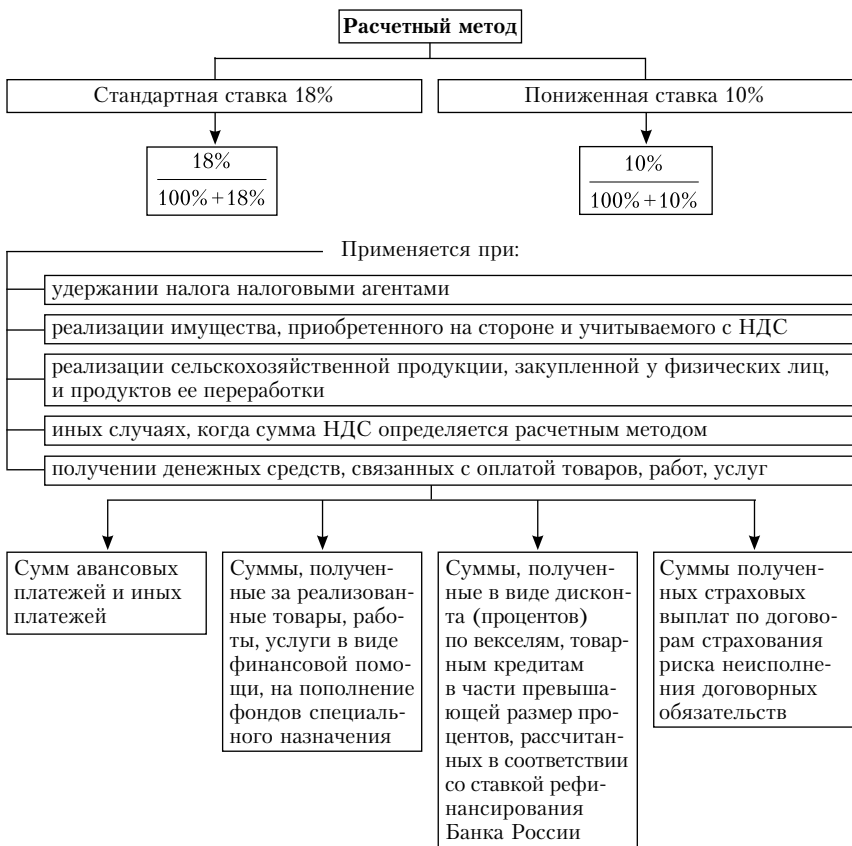 Расчетный метод
Стандартная ставка 18%
Пониженная ставка 10%
18%
100%+18%
10%
100%+10%
Применяется при:
удержании налога налоговыми агентами
реализации имущества, приобретенного на стороне и учитываемого с НДС
реализации сельскохозяйственной продукции, закупленной у физических лиц,
и продуктов ее переработки
иных случаях, когда сумма НДС определяется расчетным методом
получении денежных средств, связанных с оплатой товаров, работ, услуг
Сумм авансовых
платежей и иных
платежей
Суммы, получен-
ные за реализован-
ные товары, рабо-
ты, услуги в виде
финансовой помо-
щи, на пополнение
фондов специаль-
ного назначения
Суммы, получен-
ные в виде дискон-
та (процентов)
по векселям, товар-
ным кредитам
в части превыша-
ющей размер про-
центов, рассчитан-
ных в соответствии
со ставкой рефи-
нансирования
Банка России
Суммы получен-
ных страховых
выплат по догово-
рам страхования
риска неисполне-
ния договорных
обязательств